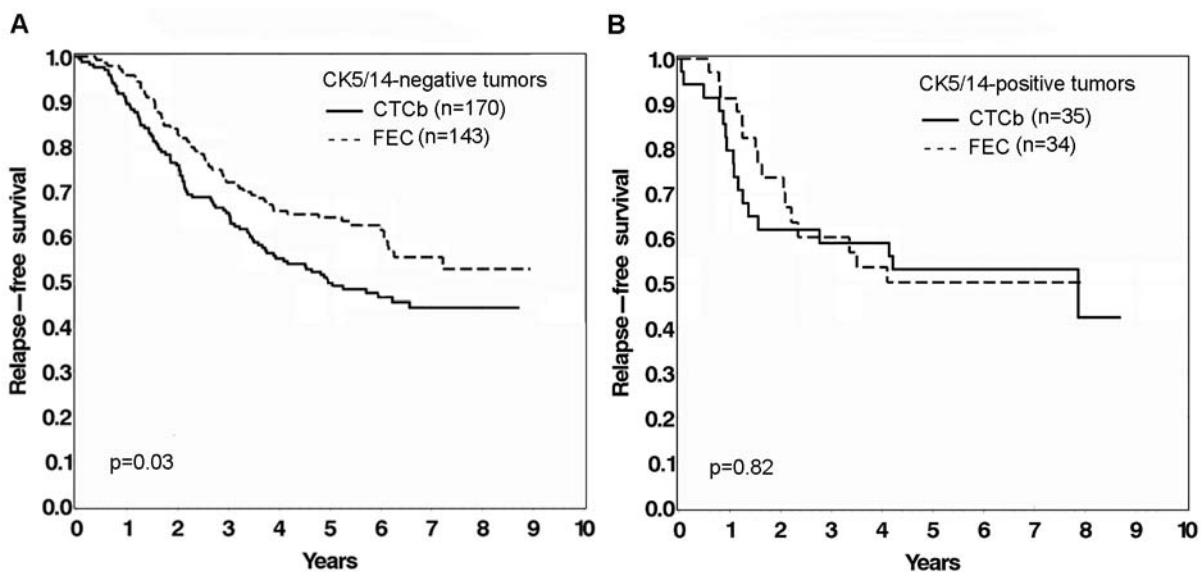 A
Relapse—free survival
1.0
0.9
0.8
0.7
0.6
0.5
0.4
0.3
0.2
0.1
0.0
CK5/14-negative tumors
CTCb (n=170)
FEC (n=143)
p=0.03
0 1 2 3 4 5 6 7 8 9 10
Years
B
Relapse—free survival
1.0
0.9
0.8
0.7
0.6
0.5
0.4
0.3
0.2
0.1
0.0
CK5/14-positive tumors
CTCb (n=35)
FEC (n=34)
p=0.82
0 1 2 3 4 5 6 7 8 9 10
Years